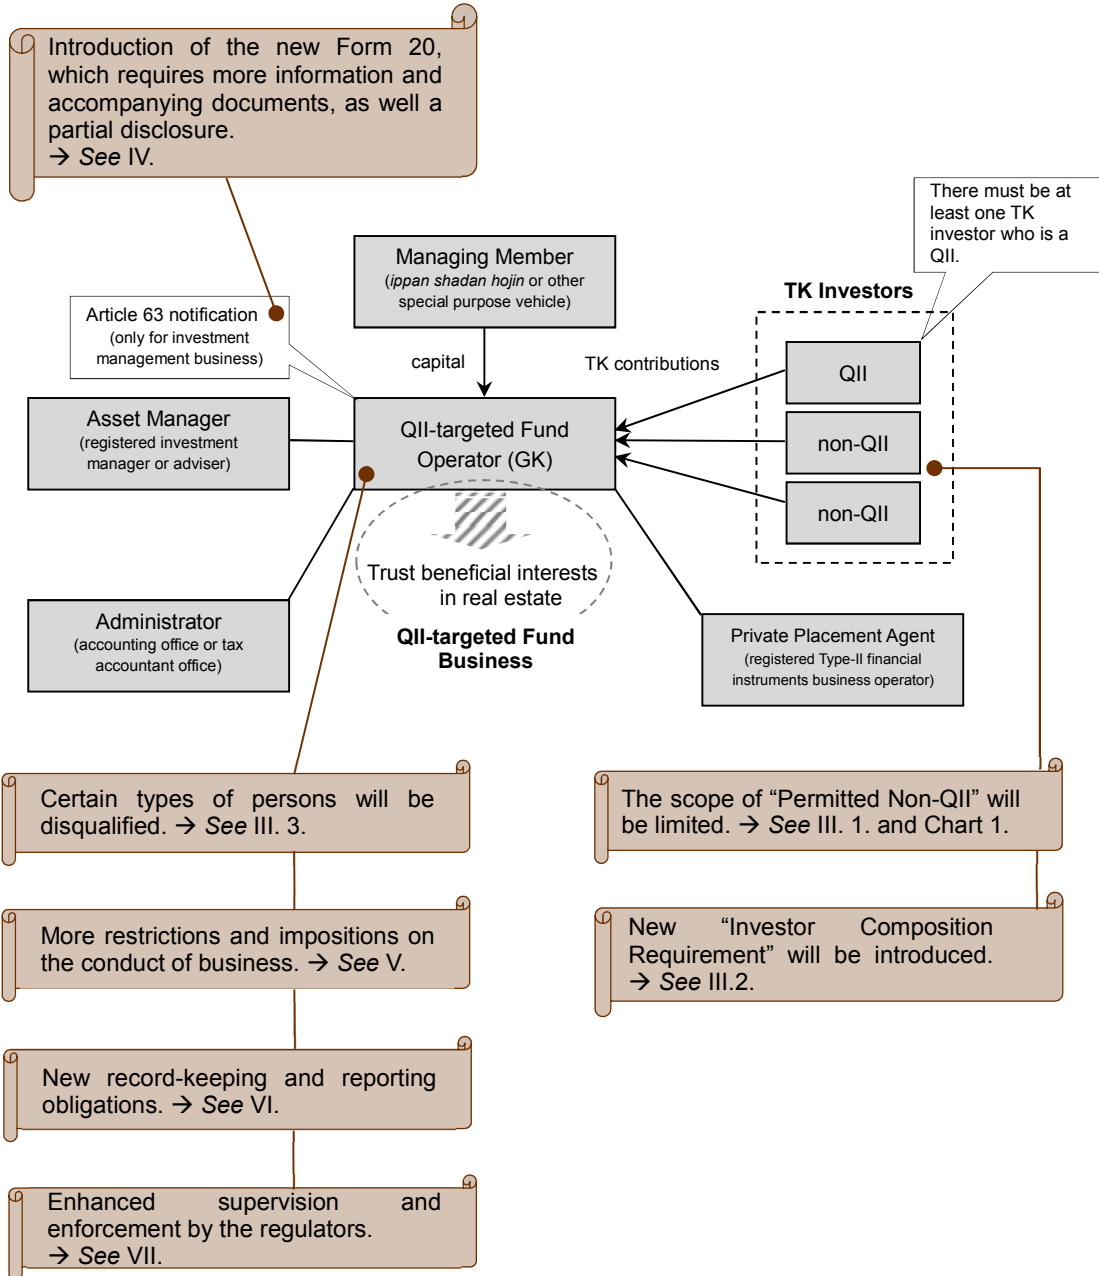 Introduction of the new Form 20,
which requires more information and
accompanying documents, as well a
partial disclosure.
→ See IV.
There must be at
least one TK
investor who is a
QII.
Managing Member
(ippan shadan hojin or other
special purpose vehicle)
TK Investors
Article 63 notification
(only for investment
management business)
capital
TK contributions
QII
Asset Manager
(registered investment
manager or adviser)
QII-targeted Fund
Operator (GK)
non-QII
non-QII
Trust beneficial interests
in real estate
QII-targeted Fund
Business
Administrator
(accounting office or tax
accountant office)
Private Placement Agent
(registered Type-II financial
instruments business operator)
Certain types of persons will be
disqualified. → See III. 3.
The scope of “Permitted Non-QII” will
be limited. → See III. 1. and Chart 1.
More restrictions and impositions on
the conduct of business. → See V.
New “Investor Composition
Requirement” will be introduced.
→ See III.2.
New record-keeping and reporting
obligations. → See VI.
Enhanced supervision and
enforcement by the regulators.
→ See VII.